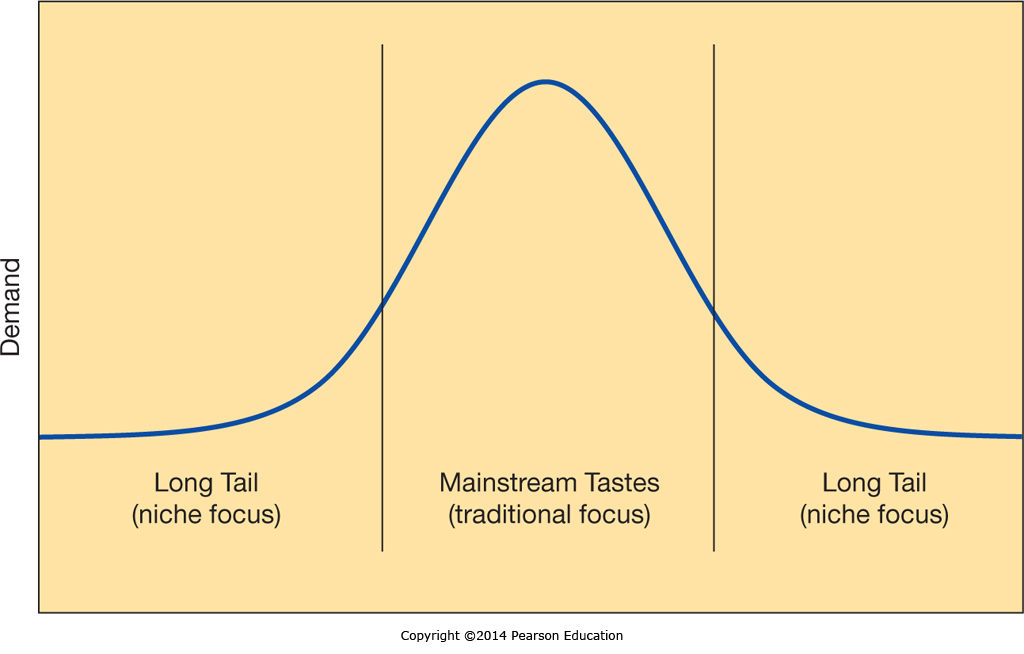 Demand
Long Tail
(niche focus)
Mainstream Tastes
(traditional focus)
Long Tail
(niche focus)
Copyright ©2014 Pearson Education